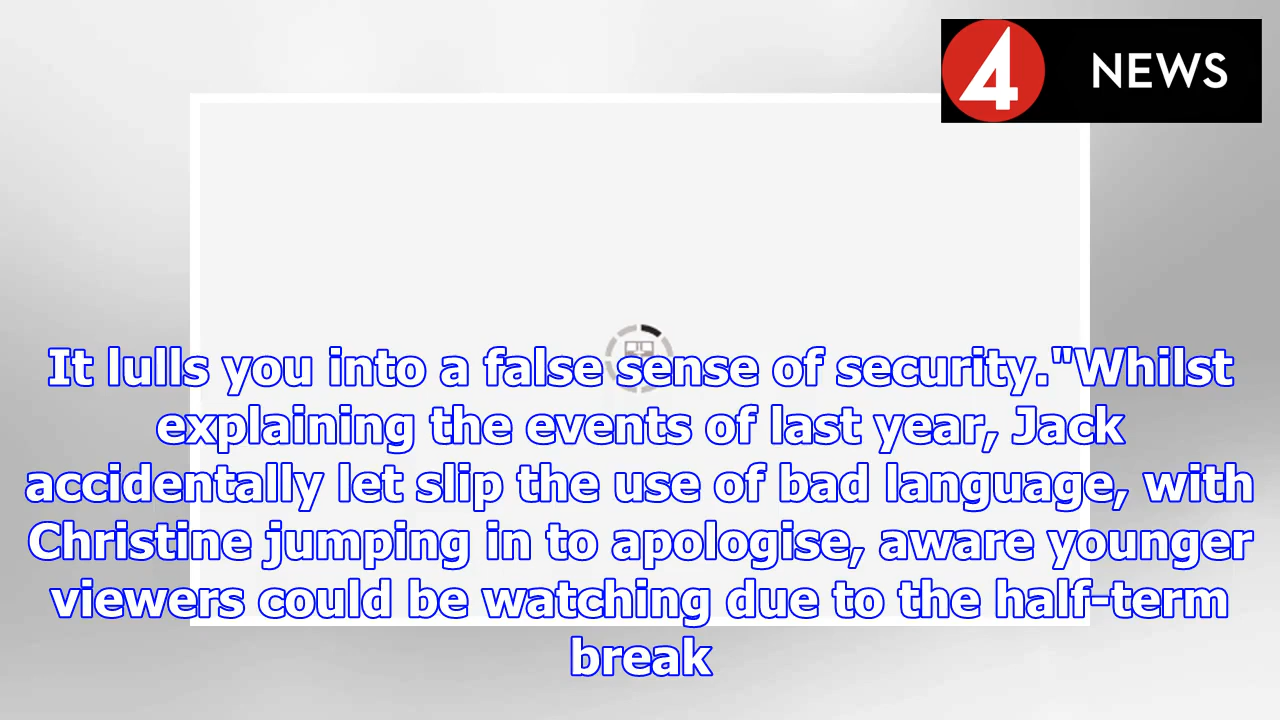 4 NEWS
It lulls you into a false sense of security."Whilst
explaining the events of last year, Jack
accidentally let slip the use of bad language, with
Christine jumping in to apologise, aware younger
viewers could be watching due to the half-term
break